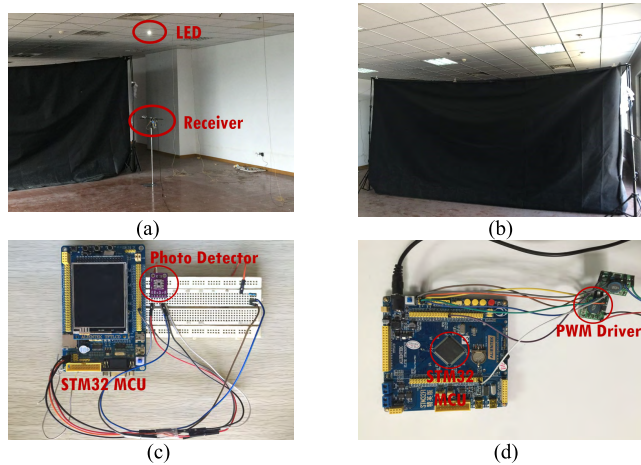 LED
Receiver
(a)
(b)
Photo Detector
STM32 MCU
(c)
PWM Driver
STM32
MCU
(d)